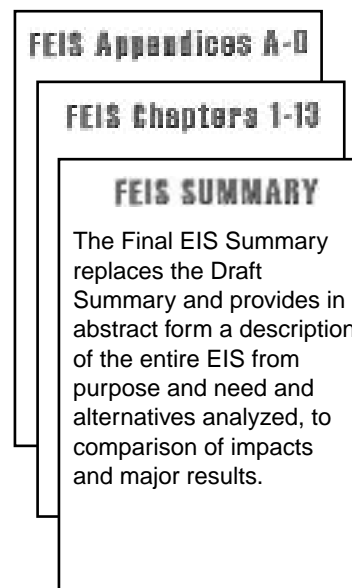 FEIS Appendices A-O
FEIS Chapters 1-13
FEIS SUMMARY
The Final EIS Summary
replaces the Draft
Summary and provides in
abstract form a description
of the entire EIS from
purpose and need and
alternatives analyzed, to
comparison of impacts
and major results.